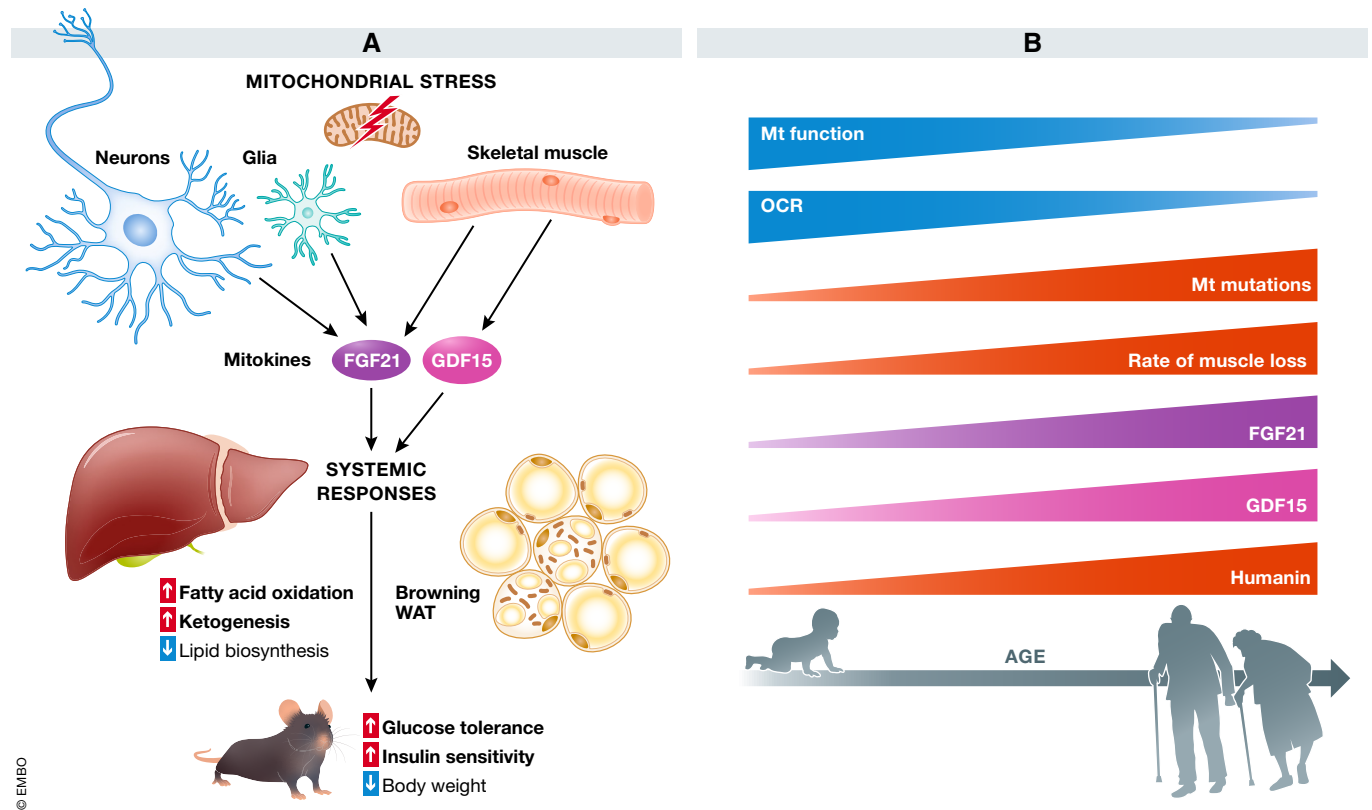 A
MITOCHONDRIAL STRESS
Neurons
Glia
Skeletal muscle
Mitokines
FGF21
GDF15
SYSTEMIC
RESPONSES
↑ Fatty acid oxidation
↑ Ketogenesis
↓ Lipid biosynthesis
Browning
WAT
↑ Glucose tolerance
↑ Insulin sensitivity
↓ Body weight
© EMBO
B
Mt function
OCR
Mt mutations
Rate of muscle loss
FGF21
GDF15
Humanin
AGE